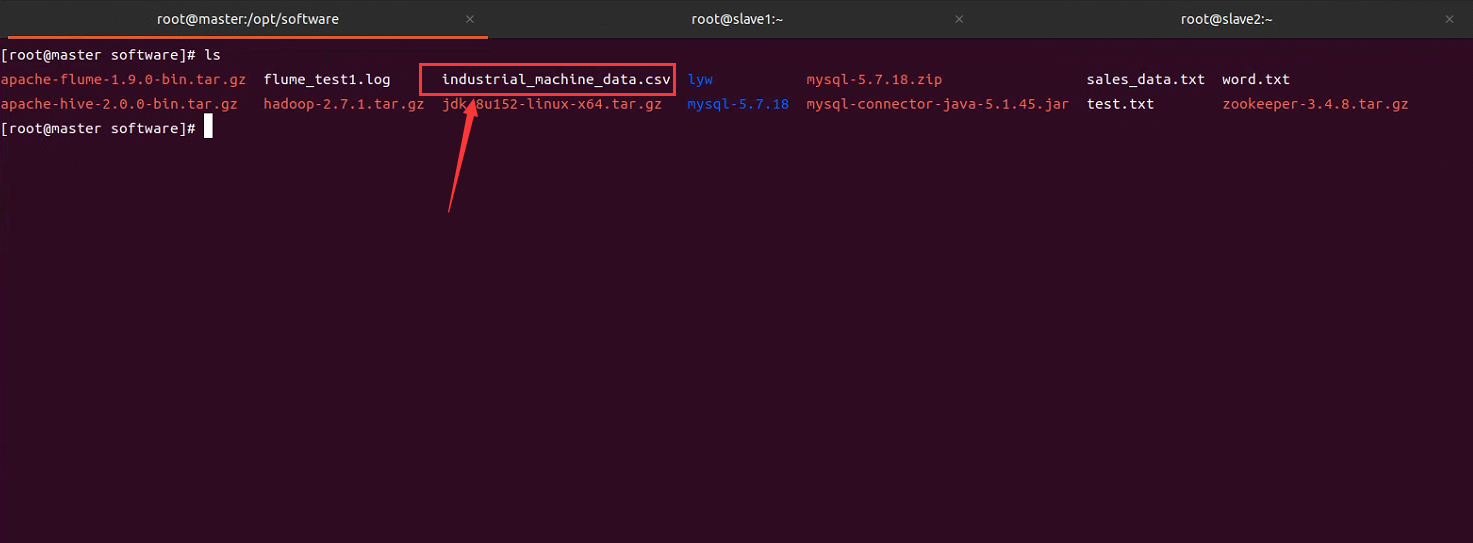 root@master:/opt/software × root@slave1:~ × root@slave2:~ ×
[root@master software]# ls
apache-flume-1.9.0-bin.tar.gz flume_test1.log industrial_machine_data.csv lyw mysql-5.7.18.zip sales_data.txt word.txt
apache-hive-2.0.0-bin.tar.gz hadoop-2.7.1.tar.gz jdk-8u152-linux-x64.tar.gz mysql-5.7.18 mysql-connector-java-5.1.45.jar test.txt zookeeper-3.4.8.tar.gz
[root@master software]#